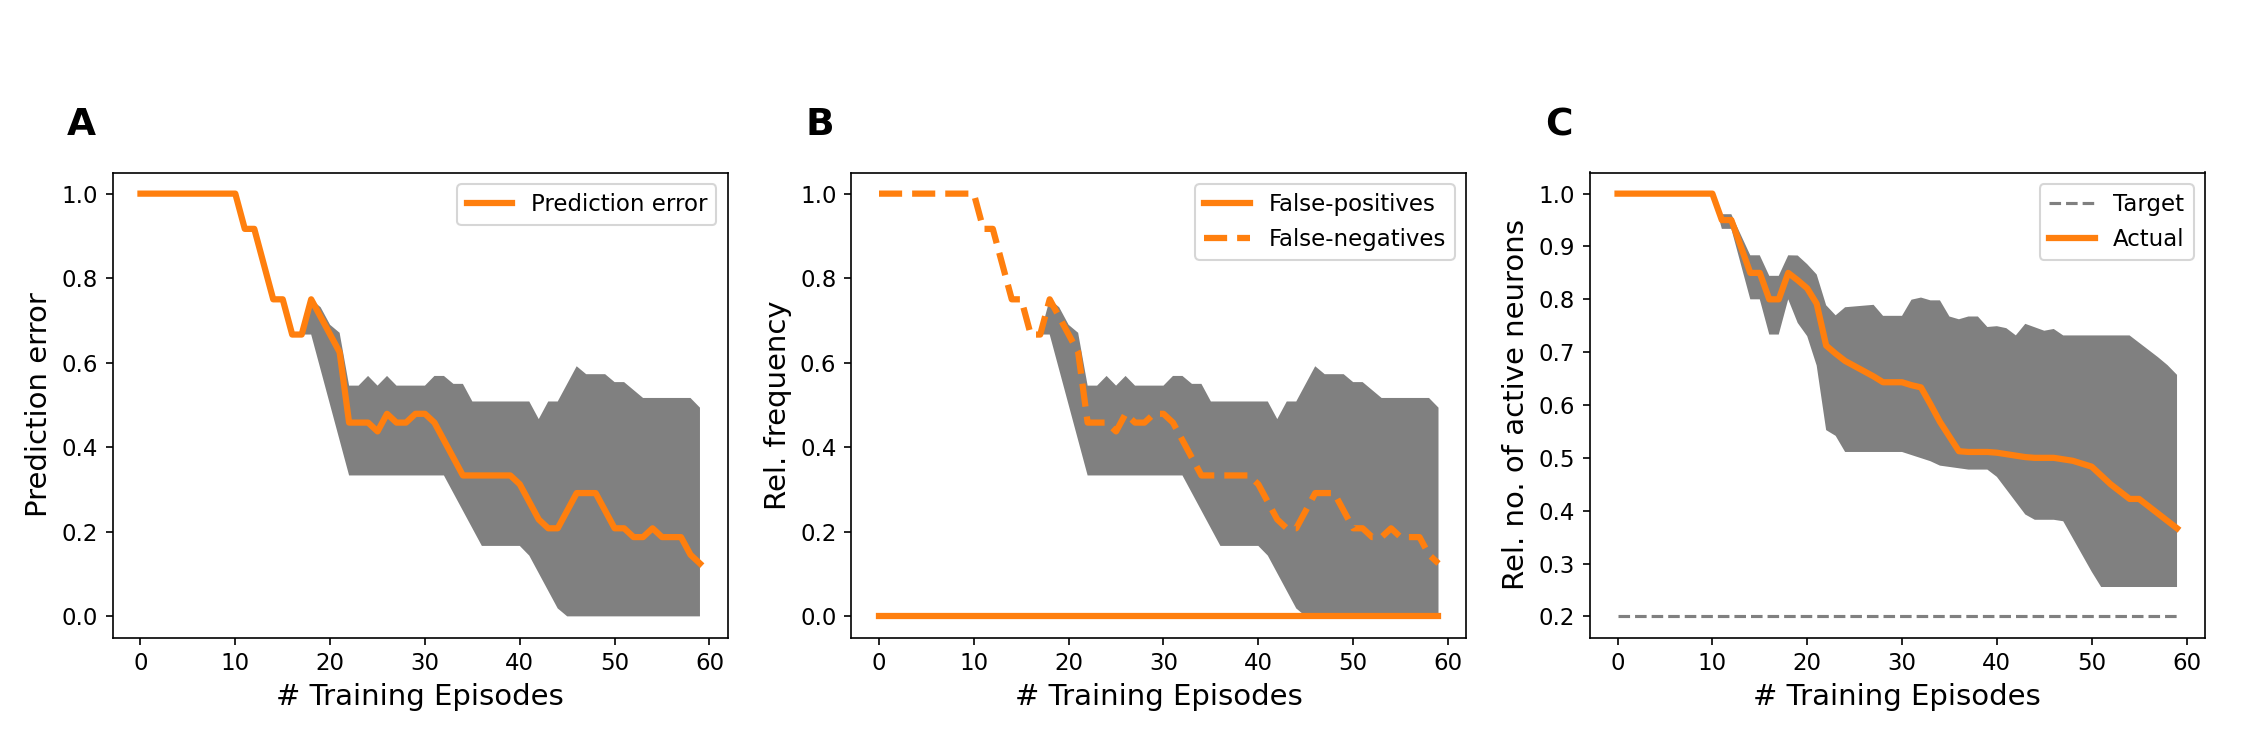 A
B
C
Prediction error
1.0
0.8
0.6
0.4
0.2
0.0
0 10 20 30 40 50 60
# Training Episodes
Prediction error
Rel. frequency
1.0
0.8
0.6
0.4
0.2
0.0
0 10 20 30 40 50 60
# Training Episodes
False-positives
False-negatives
Rel. no. of active neurons
1.0
0.9
0.8
0.7
0.6
0.5
0.4
0.3
0.2
0 10 20 30 40 50 60
# Training Episodes
Target
Actual